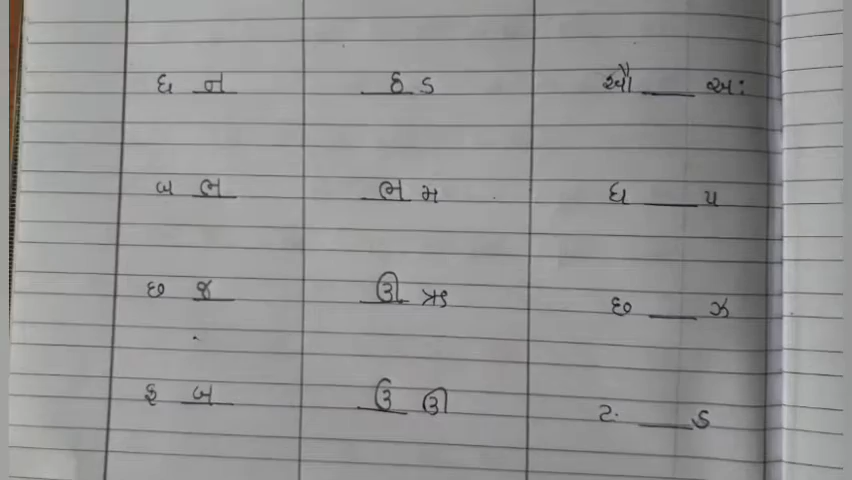 ધ ન ઠ ડ ઔ ___ અઃ
બ ભ ભ મ ધ ___ પ
છ જ ઊ ઋ છ ___ ઝ
ફ બ ઉ ઊ ટ ___ ડ